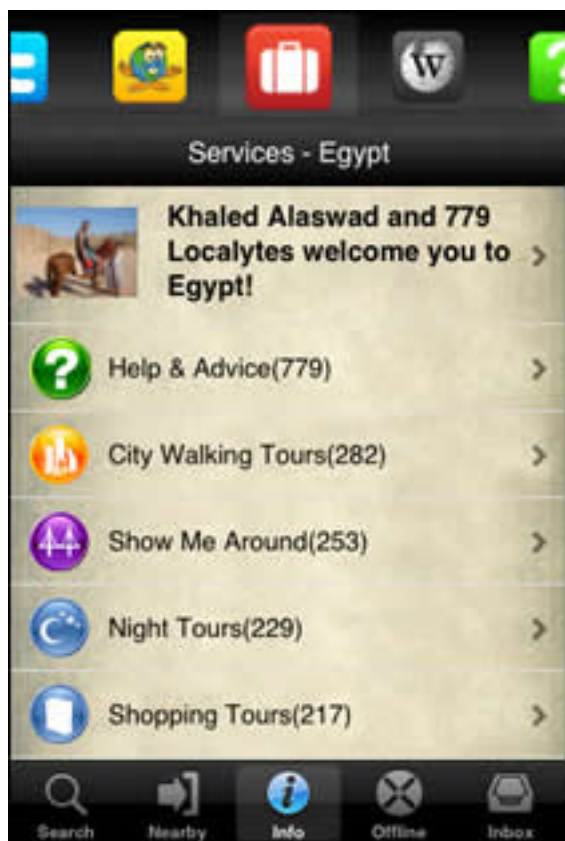 W
?
Services - Egypt
Khaled Alaswad and 779
Localytes welcome you to
Egypt!
?
Help & Advice(779)
City Walking Tours(282)
Show Me Around(253)
Night Tours(229)
Shopping Tours(217)
i
Search Nearby Info Offline Inbox